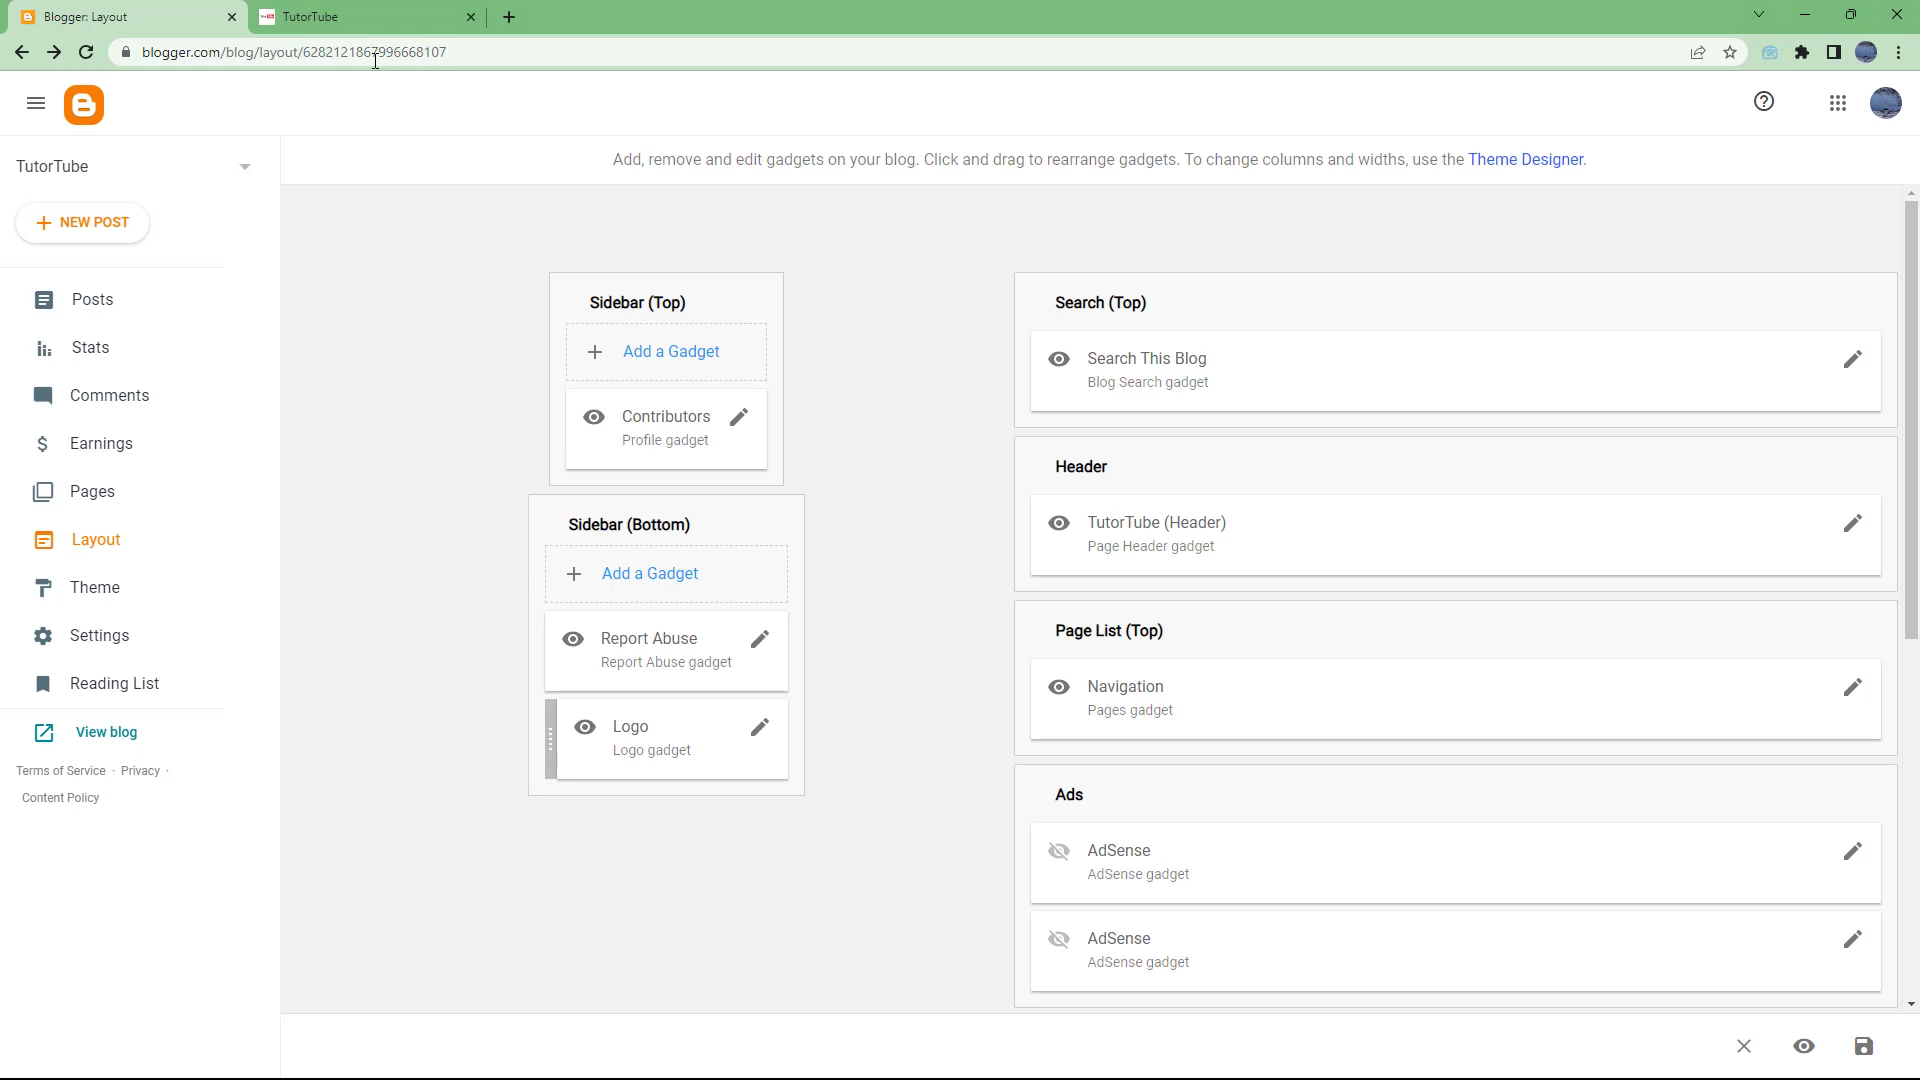 Blogger: Layout
TutorTube
blogger.com/blog/layout/6282121867996668107
TutorTube
NEW POST
Posts
Stats
Comments
Earnings
Pages
Layout
Theme
Settings
Reading List
View blog
Terms of Service · Privacy ·
Content Policy
Add, remove and edit gadgets on your blog. Click and drag to rearrange gadgets. To change columns and widths, use the Theme Designer.
Sidebar (Top)
Add a Gadget
Contributors
Profile gadget
Sidebar (Bottom)
Add a Gadget
Report Abuse
Report Abuse gadget
Logo
Logo gadget
Search (Top)
Search This Blog
Blog Search gadget
Header
TutorTube (Header)
Page Header gadget
Page List (Top)
Navigation
Pages gadget
Ads
AdSense
AdSense gadget
AdSense
AdSense gadget